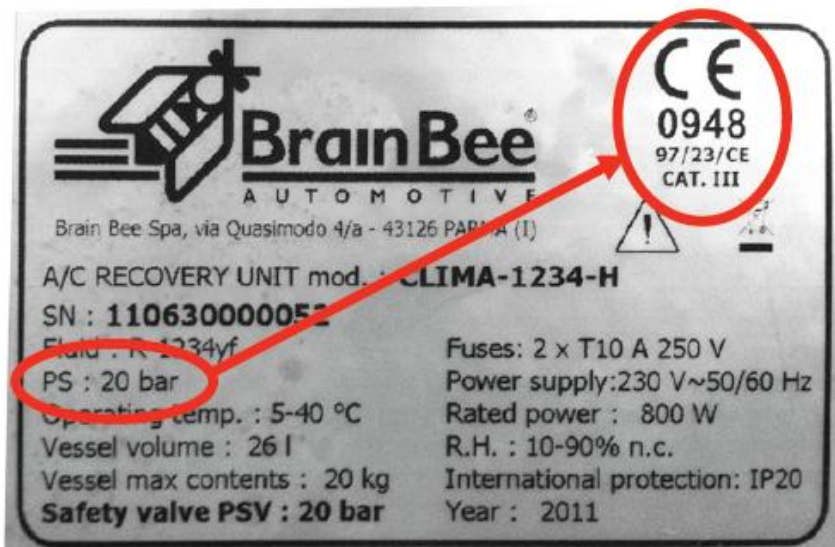 CE
0948
97/23/CE
CAT. III
BrainBee®
AUTOMOTIVE
Brain Bee Spa, via Quasimodo 4/a - 43126 PARMA (I)
A/C RECOVERY UNIT mod. : CLIMA-1234-H
SN : 110630000052
Fluid : R-1234yf
PS : 20 bar
Operating temp. : 5-40 °C
Vessel volume : 26 l
Vessel max contents : 20 kg
Safety valve PSV : 20 bar
Fuses: 2 x T10 A 250 V
Power supply:230 V~50/60 Hz
Rated power : 800 W
R.H. : 10-90% n.c.
International protection: IP20
Year : 2011